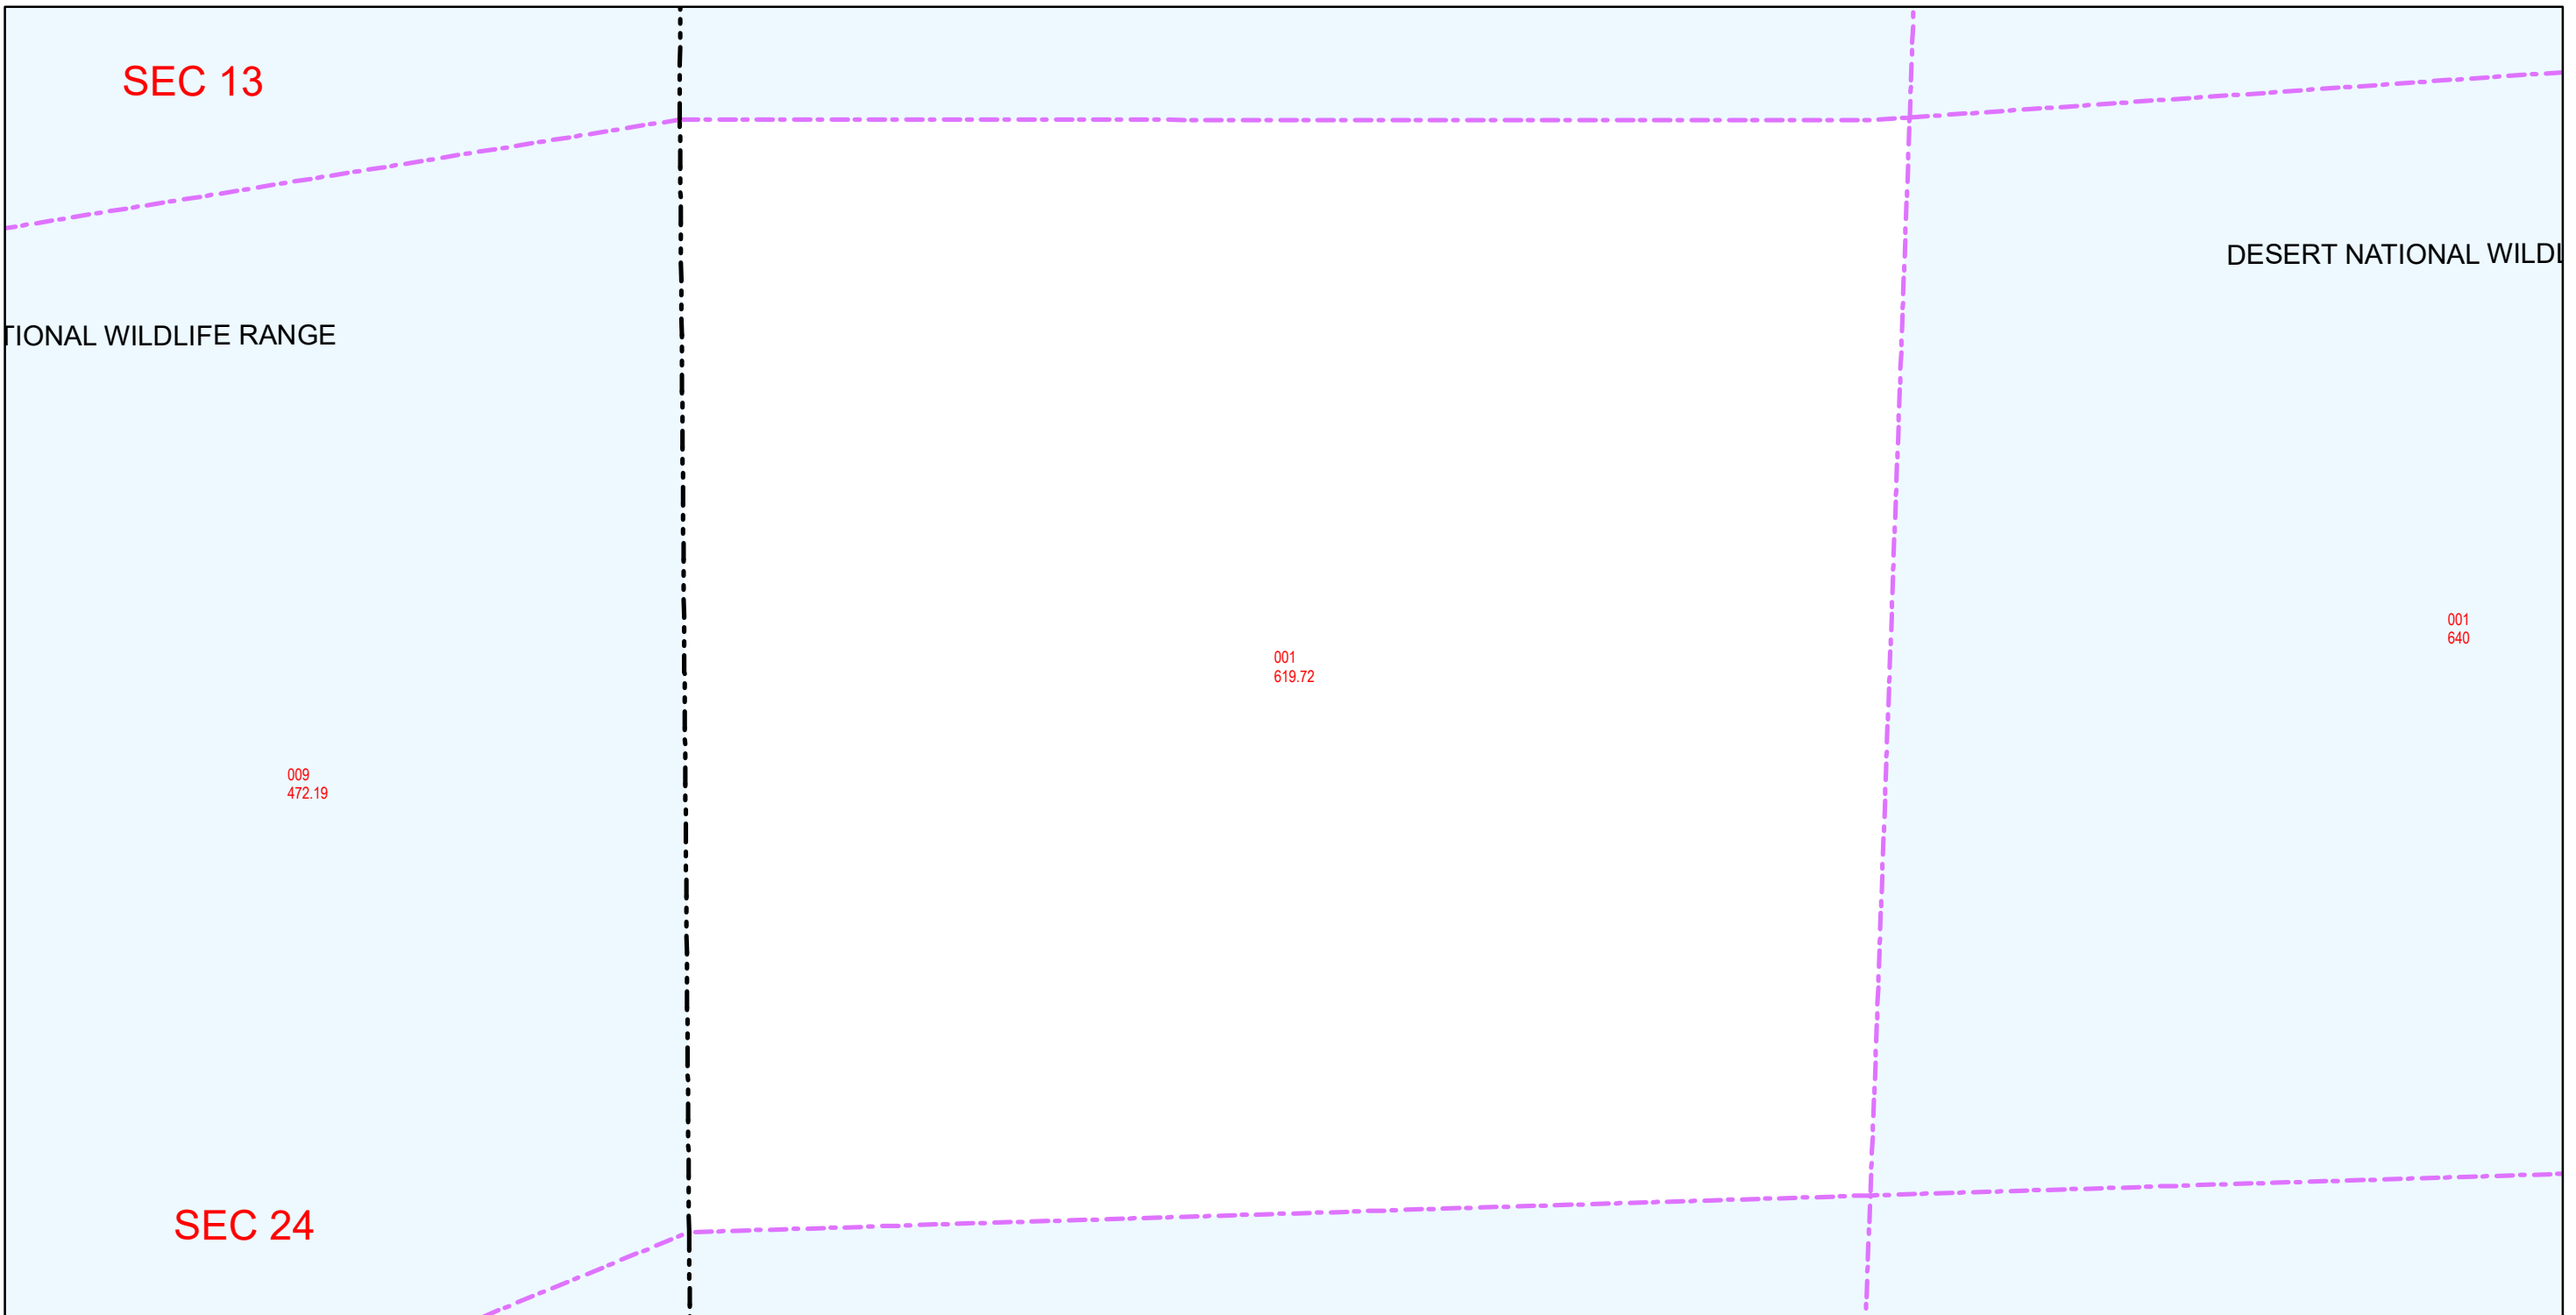 SEC 13
DESERT NATIONAL WILDL
TIONAL WILDLIFE RANGE
001
640
001
619.72
009
472.19
SEC 24